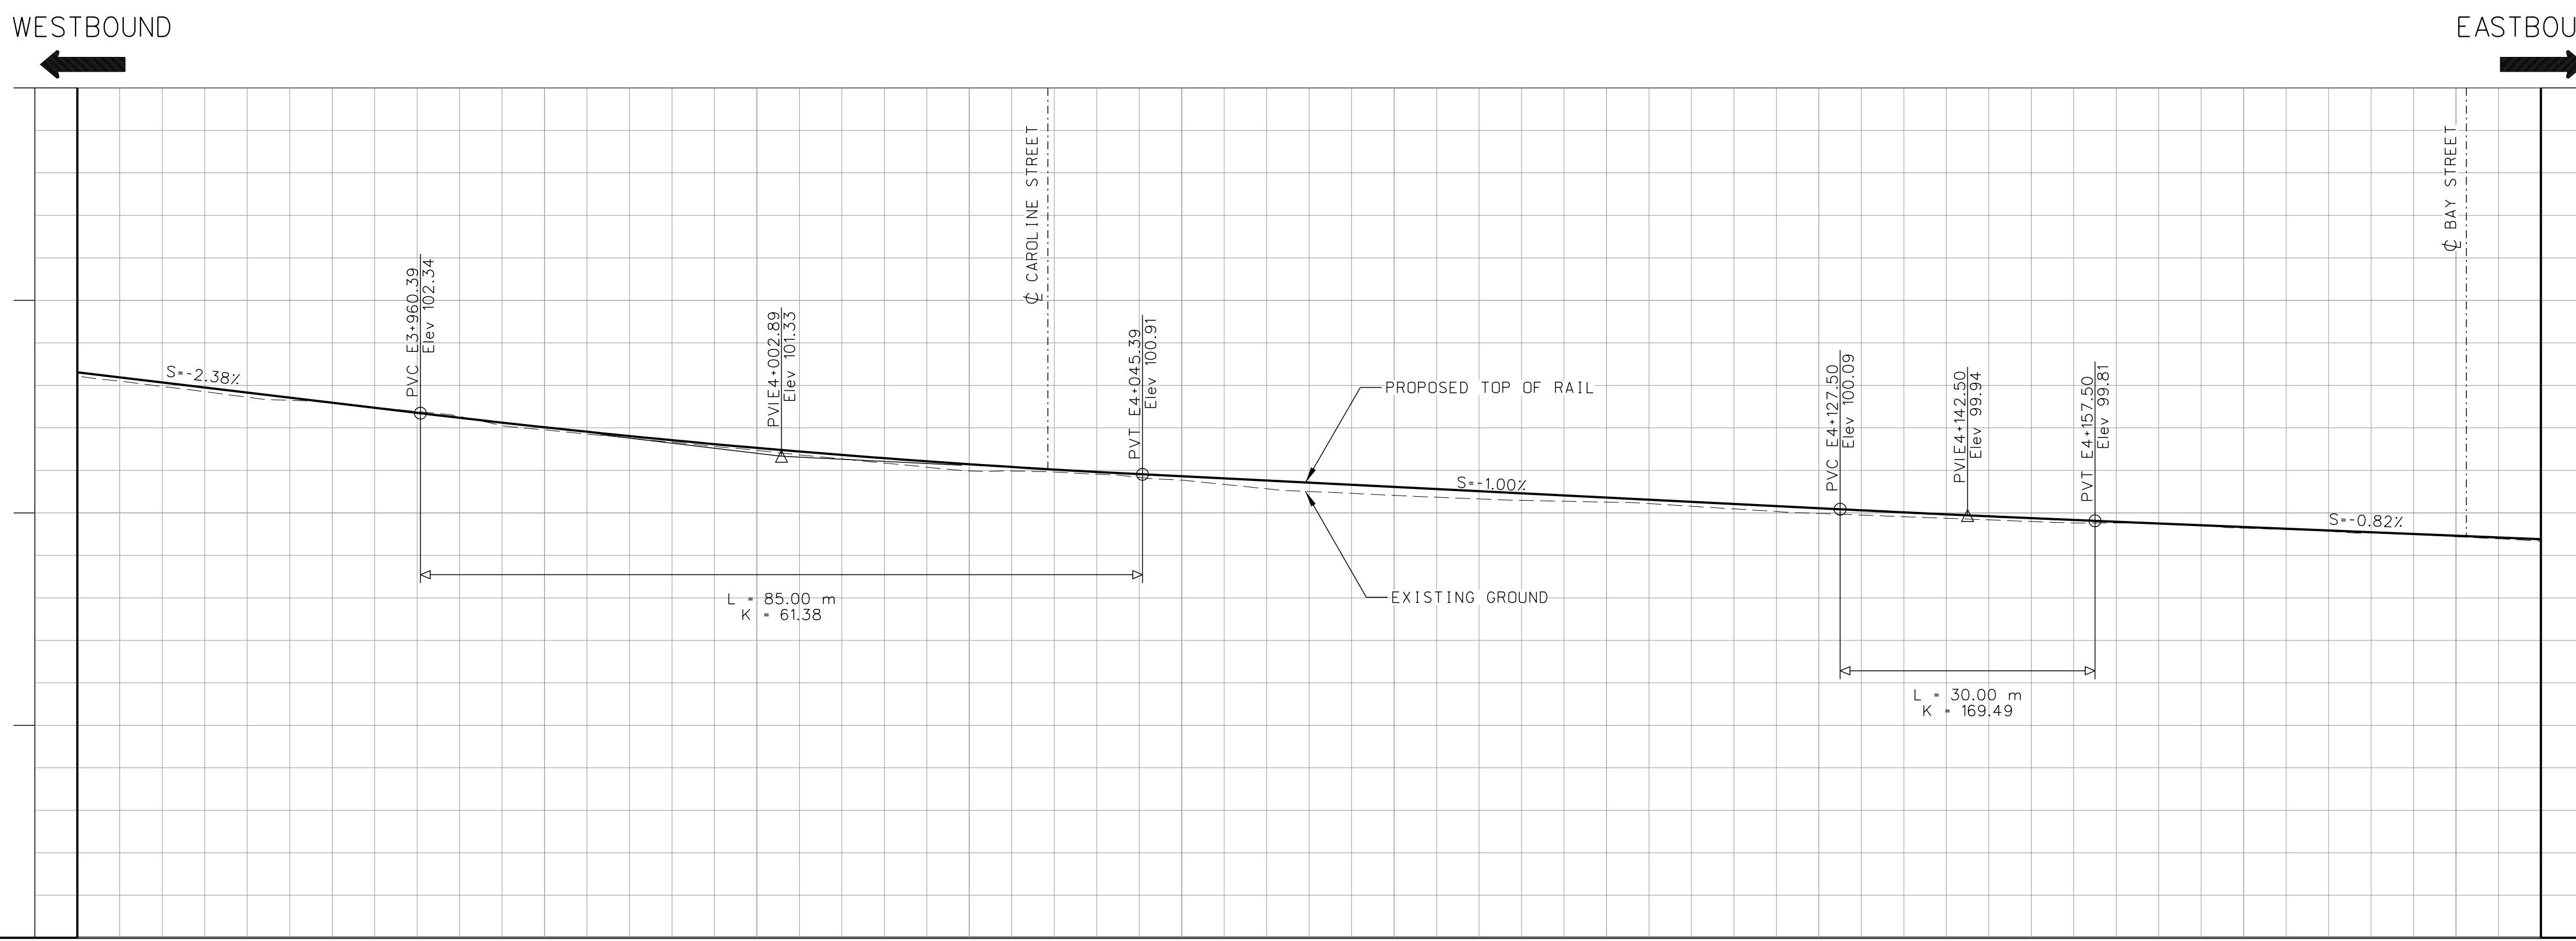 WESTBOUND
EASTBOU
℄ CAROLINE STREET
℄ BAY STREET
S=-2.38%
PVC E3+960.39
Elev 102.34
PVIE4+002.89
Elev 101.33
PVT E4+045.39
Elev 100.91
PROPOSED TOP OF RAIL
S=-1.00%
EXISTING GROUND
PVC E4+127.50
Elev 100.09
PVIE4+142.50
Elev 99.94
PVT E4+157.50
Elev 99.81
S=-0.82%
L = 85.00 m
K = 61.38
L = 30.00 m
K = 169.49